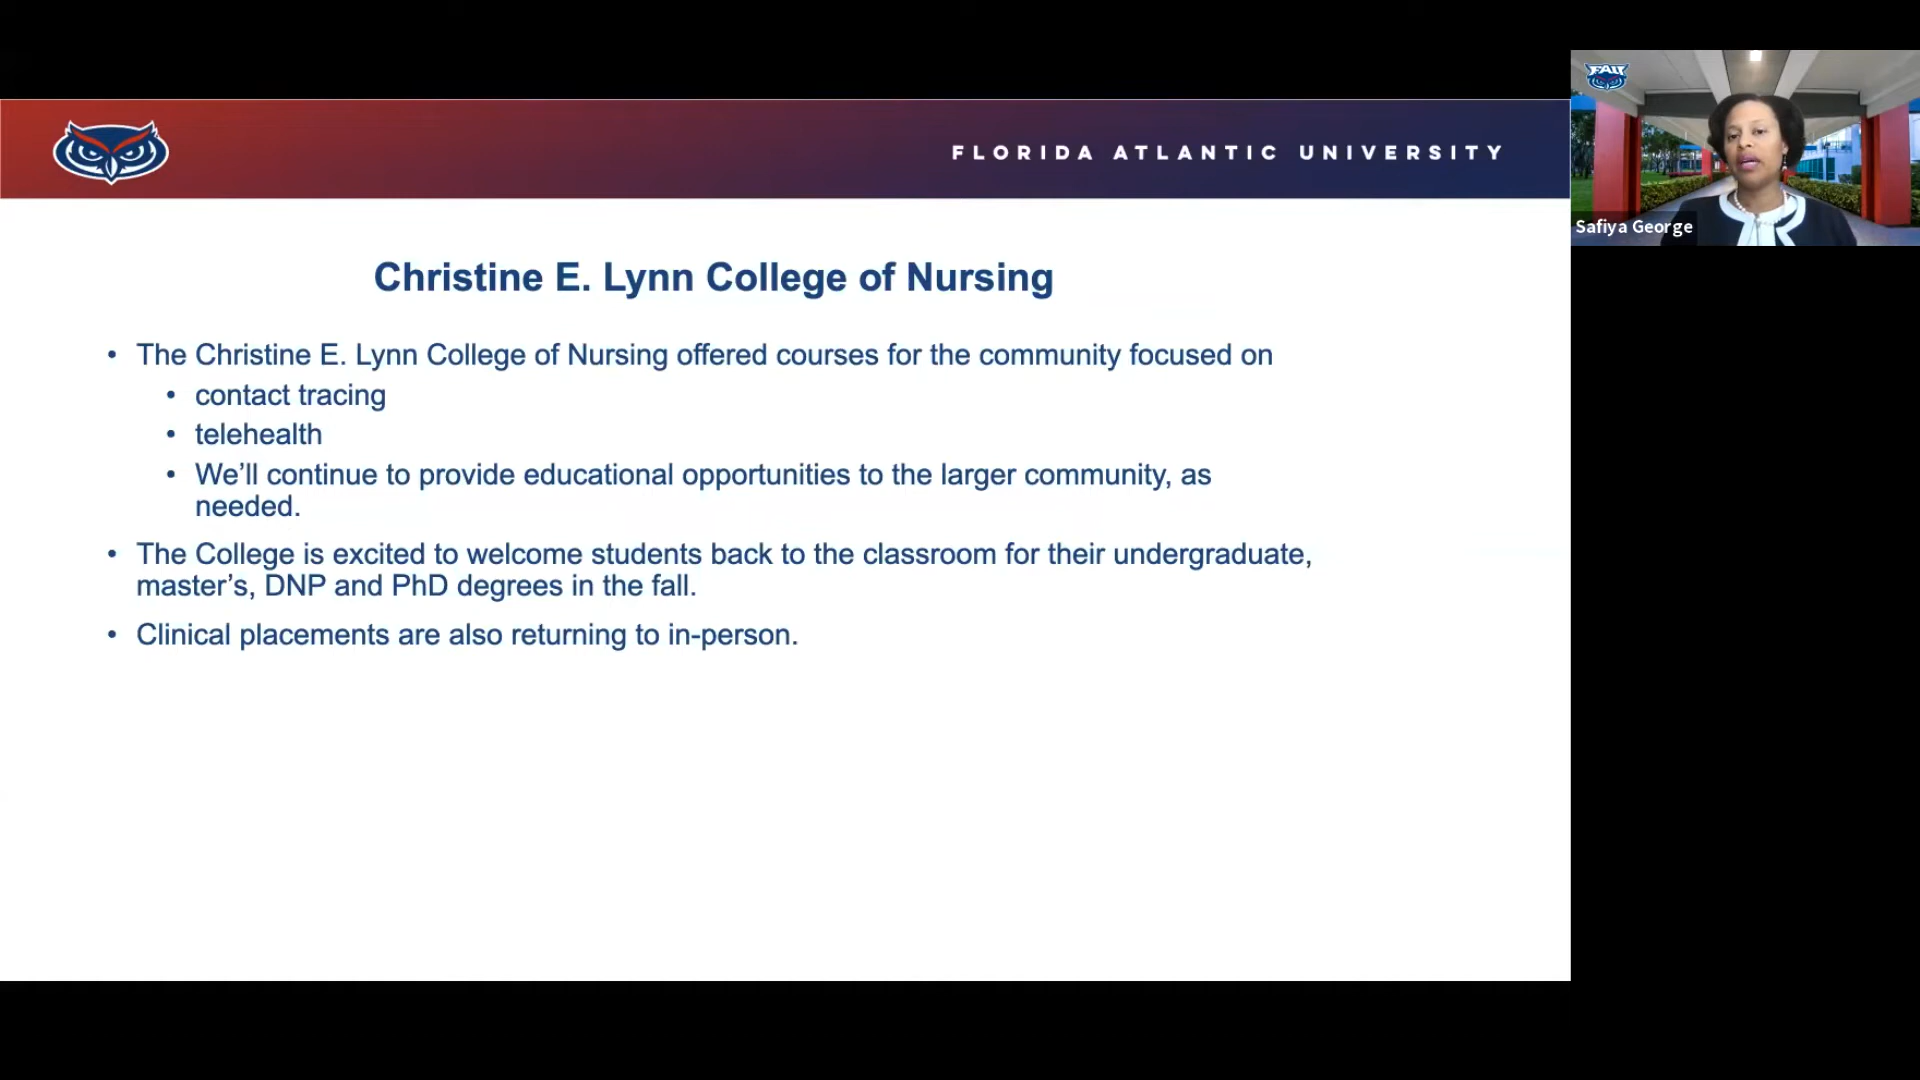 FLORIDA ATLANTIC UNIVERSITY
FAU
Safiya George
Christine E. Lynn College of Nursing
• The Christine E. Lynn College of Nursing offered courses for the community focused on
• contact tracing
• telehealth
• We’ll continue to provide educational opportunities to the larger community, as
needed.
• The College is excited to welcome students back to the classroom for their undergraduate,
master’s, DNP and PhD degrees in the fall.
• Clinical placements are also returning to in-person.